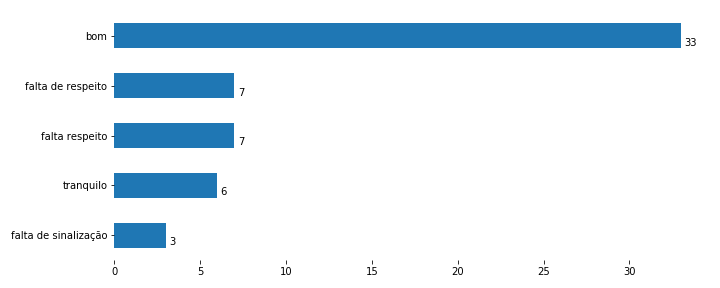 bom
33
falta de respeito
7
falta respeito
7
tranquilo
6
falta de sinalização
3
0 5 10 15 20 25 30